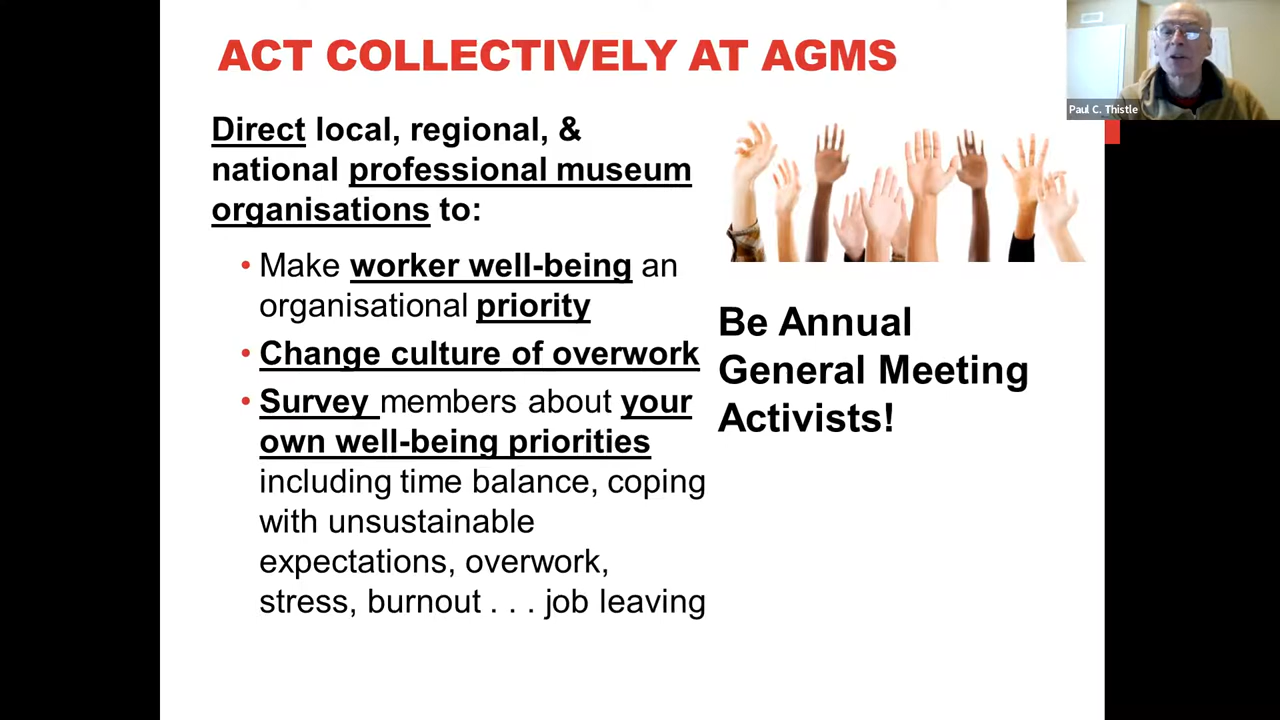 ACT COLLECTIVELY AT AGMS
Direct local, regional, &
national professional museum
organisations to:
• Make worker well-being an
organisational priority
• Change culture of overwork
• Survey members about your
own well-being priorities
including time balance, coping
with unsustainable
expectations, overwork,
stress, burnout . . . job leaving
Be Annual
General Meeting
Activists!
Paul C. Thistle